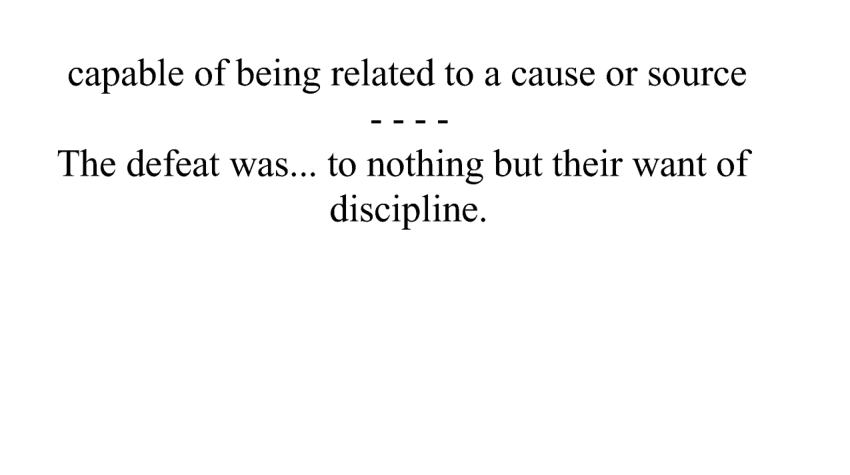 capable of being related to a cause or source
- - - -
The defeat was... to nothing but their want of
discipline.